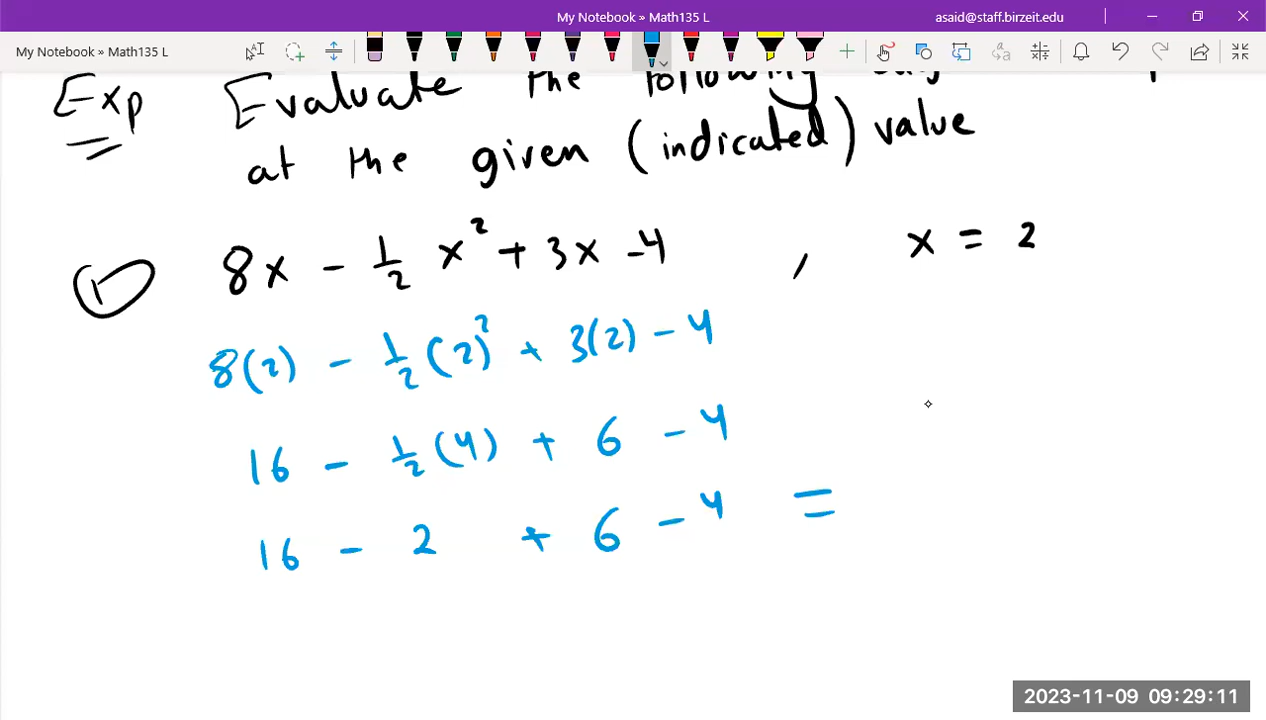 My Notebook » Math135 L
asaid@staff.birzeit.edu
My Notebook » Math135 L
Exp Evaluate the following
at the given (indicated) value
① 8x - 1/2 x² + 3x - 4 , x = 2
8(2) - 1/2 (2)² + 3(2) - 4
16 - 1/2 (4) + 6 - 4
16 - 2 + 6 - 4 =
2023-11-09 09:29:11